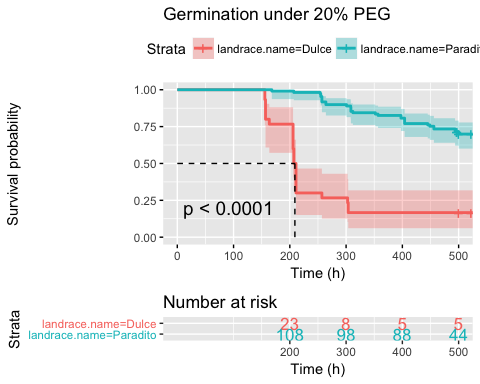 Germination under 20% PEG
Strata landrace.name=Dulce landrace.name=Paradit
Survival probability
1.00
0.75
0.50
0.25
0.00
p < 0.0001
0 100 200 300 400 500
Time (h)
Number at risk
Strata
landrace.name=Dulce 23 8 5 5
landrace.name=Paradito 108 98 88 44
200 300 400 500
Time (h)